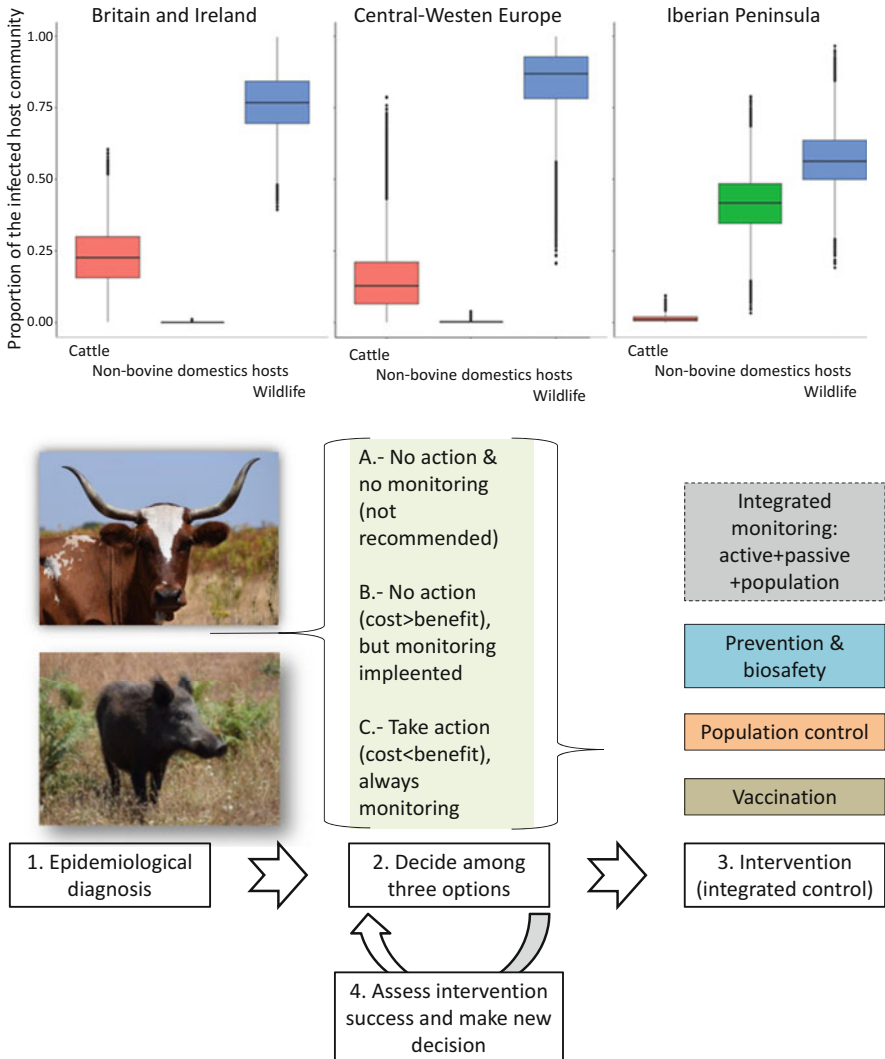 Britain and Ireland
Central-Westen Europe
Iberian Peninsula
Proportion of the infected host community
1.00
0.75
0.50
0.25
0.00
Cattle
Non-bovine domestics hosts
Wildlife
Cattle
Non-bovine domestics hosts
Wildlife
Cattle
Non-bovine domestics hosts
Wildlife
A.- No action &
no monitoring
(not
recommended)
B.- No action
(cost>benefit),
but monitoring
impleented
C.- Take action
(cost<benefit),
always
monitoring
Integrated
monitoring:
active+passive
+population
Prevention &
biosafety
Population control
Vaccination
1. Epidemiological
diagnosis
2. Decide among
three options
3. Intervention
(integrated control)
4. Assess intervention
success and make new
decision